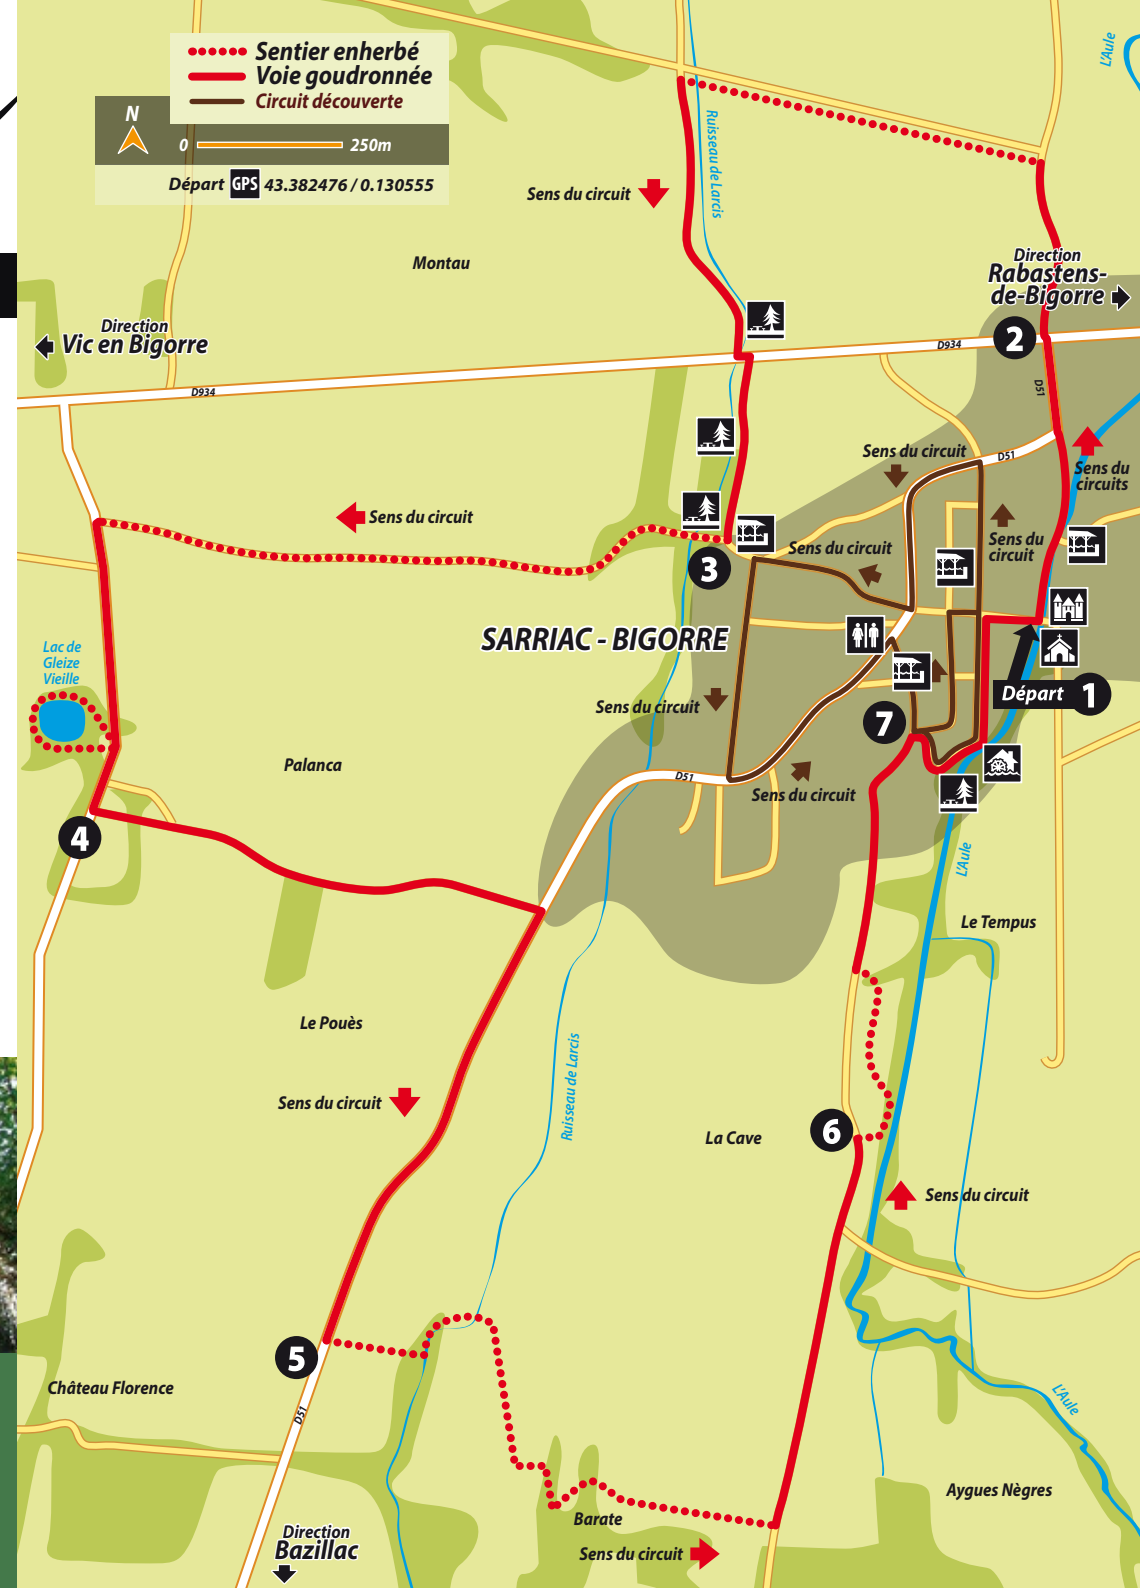 Sentier enherbé
Voie goudronnée
Circuit découverte
N
0 250m
Départ GPS 43.382476 / 0.130555
L'Aule
Ruisseau de Larcis
Sens du circuit
Montau
Direction
Rabastens-
de-Bigorre
Direction
Vic en Bigorre
2
D934
D934
D51
Sens du circuit
D51
Sens du
circuits
Sens du circuit
Sens du
circuit
Sens du circuit
3
SARRIAC - BIGORRE
Lac de
Gleize
Vieille
Départ 1
Sens du circuit
7
Palanca
D51
Sens du circuit
4
L'Aule
Le Tempus
Le Pouès
Ruisseau de Larcis
Sens du circuit
La Cave
6
Sens du circuit
5
Château Florence
D51
L'Aule
Aygues Nègres
Barate
Direction
Bazillac
Sens du circuit